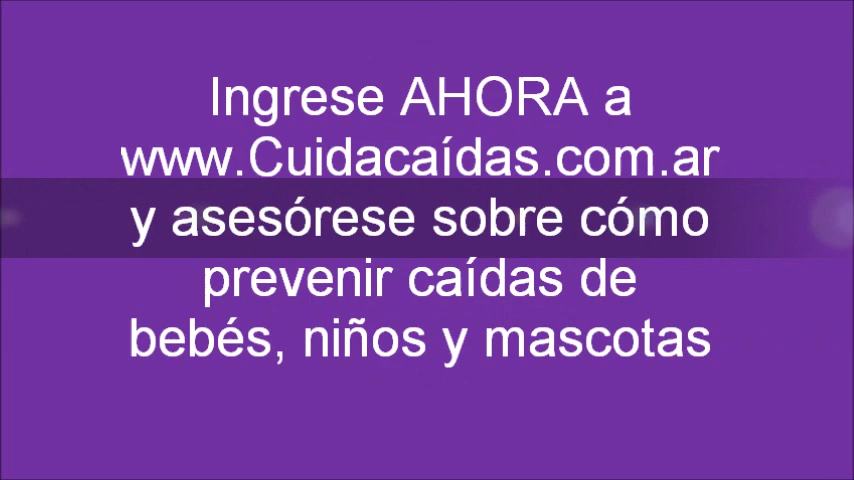 Ingrese AHORA a
www.Cuidacaídas.com.ar
y asesórese sobre cómo
prevenir caídas de
bebés, niños y mascotas